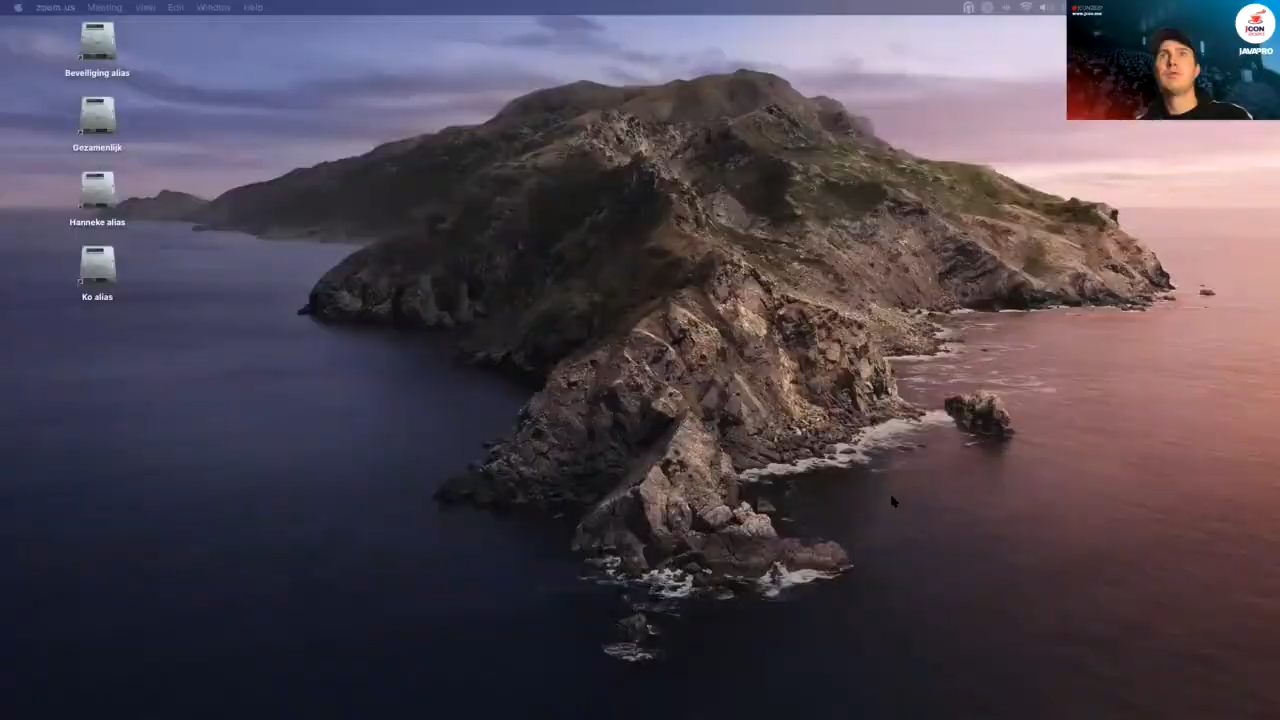 zoom.us Meeting View Edit Window Help
Beveiliging alias
Gezamenlijk
Hanneke alias
Ko alias
JCON
JAVAPRO